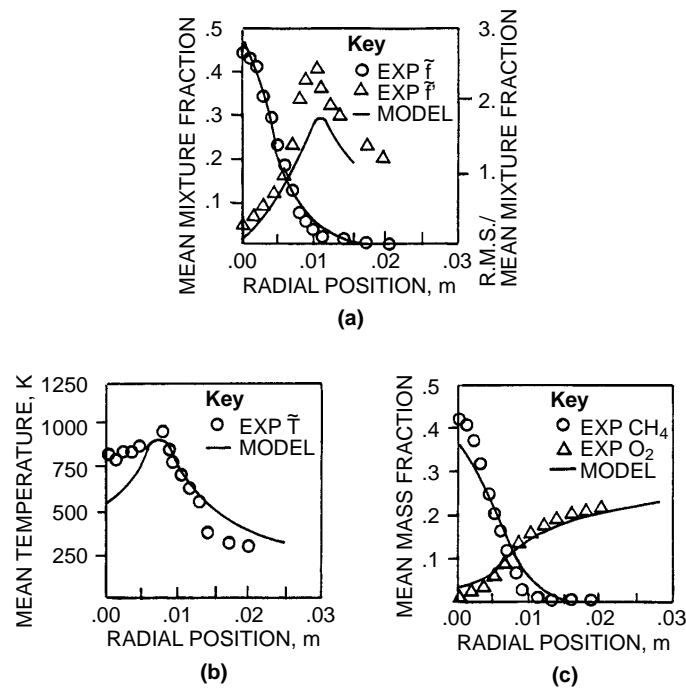 .5
.4
.3
.2
.1
MEAN MIXTURE FRACTION
Key
EXP f̃
EXP f̃'
MODEL
3.
2.
1.
R.M.S./
MEAN MIXTURE FRACTION
.00
.01
.02
.03
RADIAL POSITION, m
(a)
1250
1000
750
500
250
MEAN TEMPERATURE, K
Key
EXP T̃
MODEL
.00
.01
.02
.03
RADIAL POSITION, m
(b)
.5
.4
.3
.2
.1
MEAN MASS FRACTION
Key
EXP CH₄
EXP O₂
MODEL
.00
.01
.02
.03
RADIAL POSITION, m
(c)